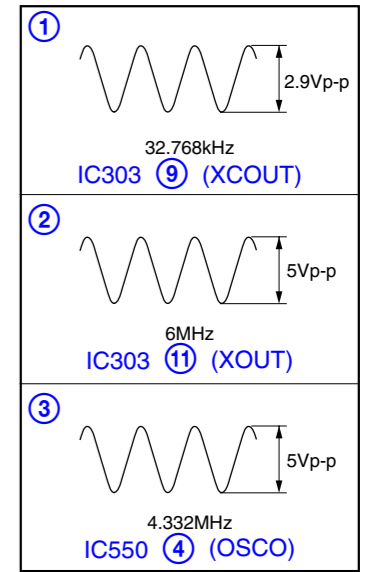 ①
2.9Vp-p
32.768kHz
IC303 ⑨ (XCOUT)
②
5Vp-p
6MHz
IC303 ⑪ (XOUT)
③
5Vp-p
4.332MHz
IC550 ④ (OSCO)